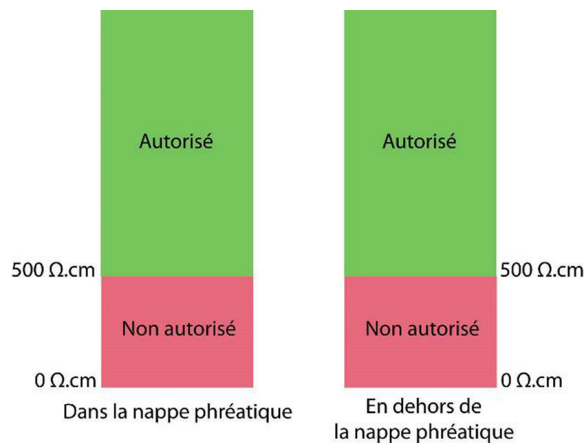 Autorisé
500 Ω.cm
Non autorisé
0 Ω.cm
Dans la nappe phréatique
Autorisé
500 Ω.cm
Non autorisé
0 Ω.cm
En dehors de
la nappe phréatique